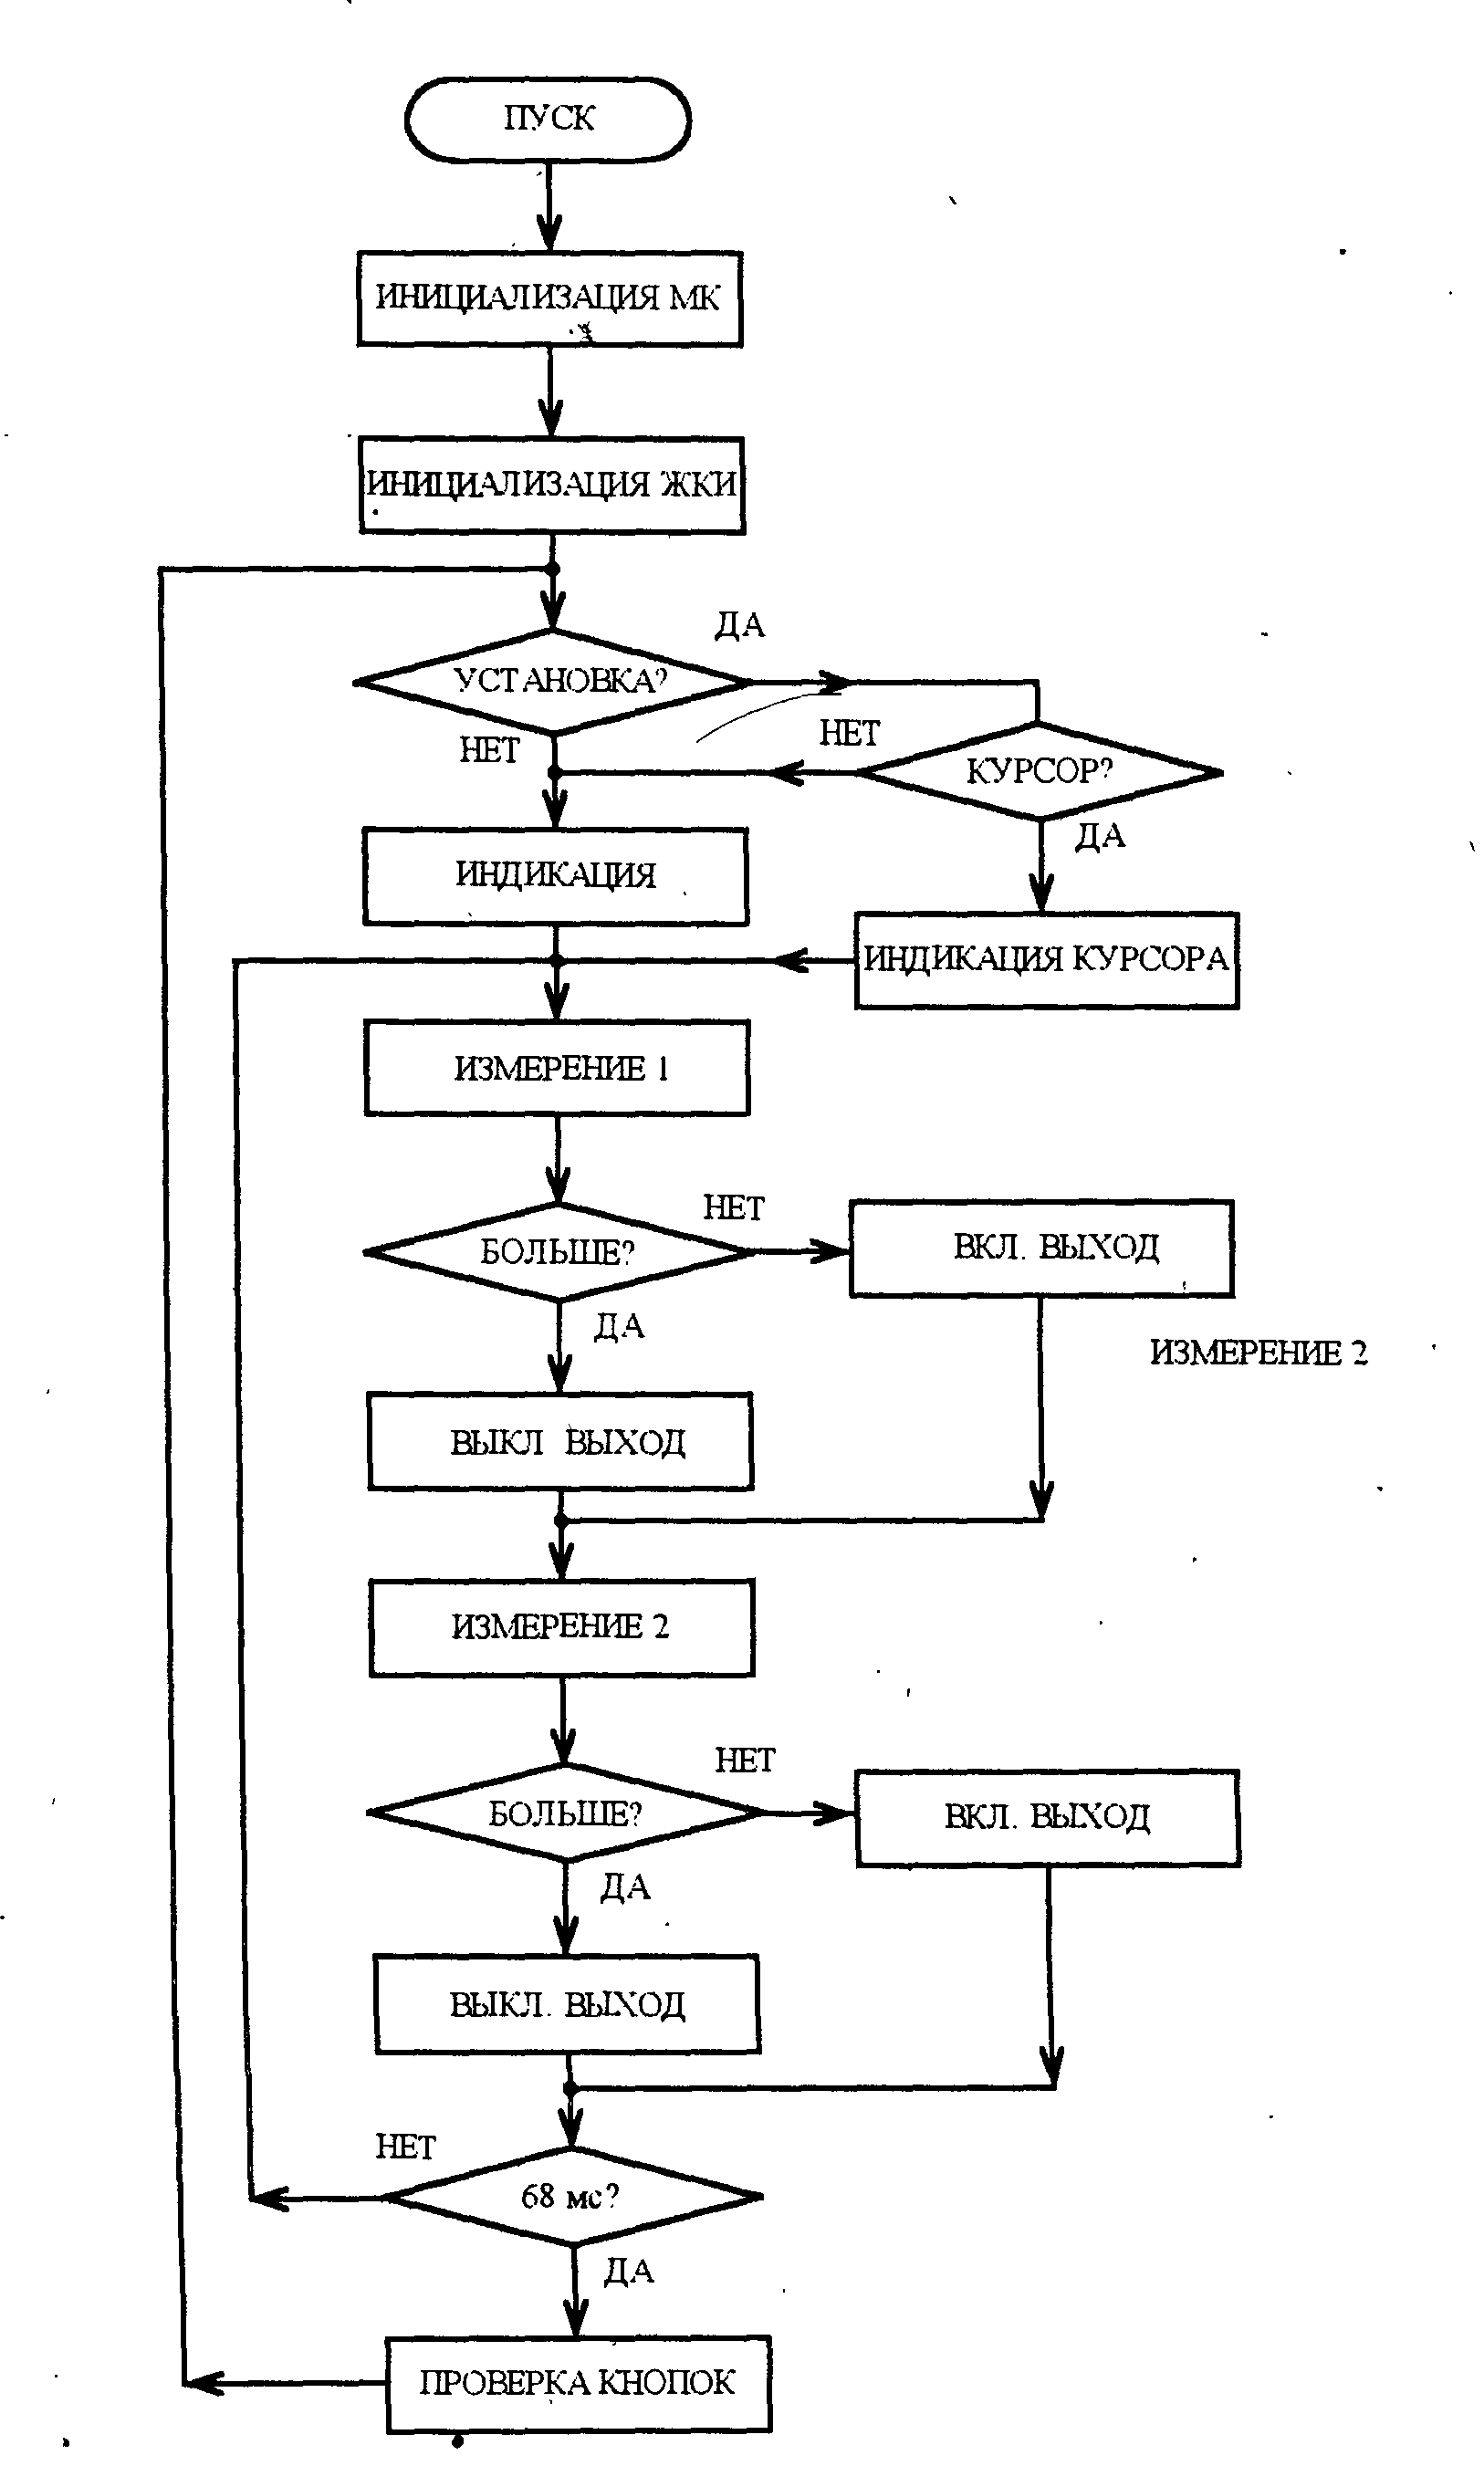 ПУСК
ИНИЦИАЛИЗАЦИЯ МК
ИНИЦИАЛИЗАЦИЯ ЖКИ
ДА
УСТАНОВКА?
НЕТ
НЕТ
КУРСОР?
ДА
ИНДИКАЦИЯ
ИНДИКАЦИЯ КУРСОРА
ИЗМЕРЕНИЕ 1
НЕТ
БОЛЬШЕ?
ВКЛ. ВЫХОД
ДА
ИЗМЕРЕНИЕ 2
ВЫКЛ ВЫХОД
ИЗМЕРЕНИЕ 2
НЕТ
БОЛЬШЕ?
ВКЛ. ВЫХОД
ДА
ВЫКЛ. ВЫХОД
НЕТ
68 мс?
ДА
ПРОВЕРКА КНОПОК